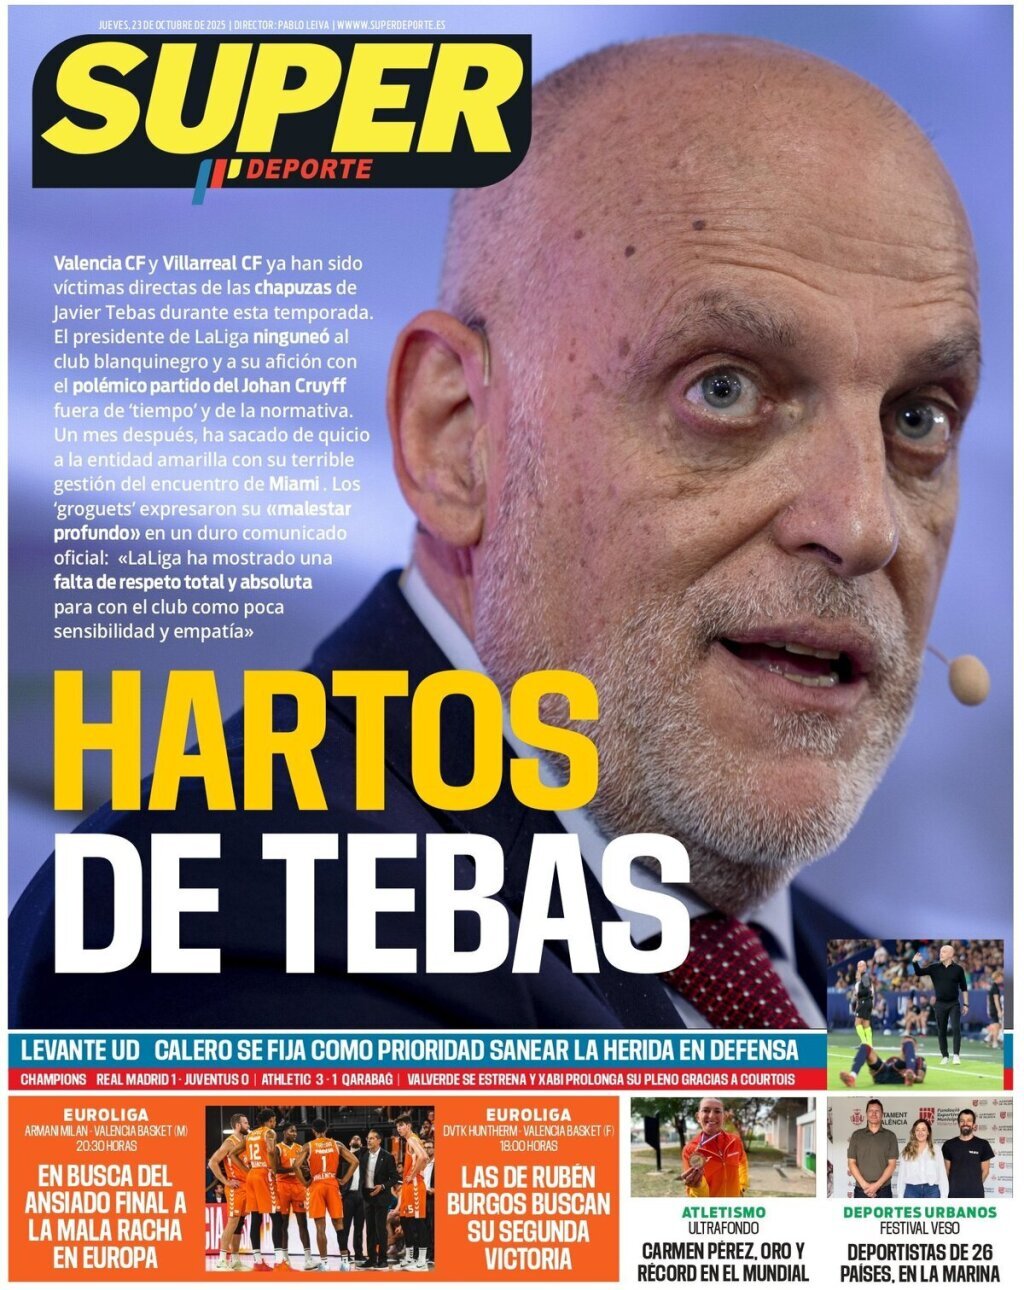 JUEVES, 23 DE OCTUBRE DE 2025 | DIRECTOR: PABLO LEIVA | WWWW.SUPERDEPORTE.ES
SUPER
DEPORTE
Valencia CF y Villarreal CF ya han sido
víctimas directas de las chapuzas de
Javier Tebas durante esta temporada.
El presidente de LaLiga ninguneó al
club blanquinegro y a su afición con
el polémico partido del Johan Cruyff
fuera de ‘tiempo’ y de la normativa.
Un mes después, ha sacado de quicio
a la entidad amarilla con su terrible
gestión del encuentro de Miami . Los
‘groguets’ expresaron su «malestar
profundo» en un duro comunicado
oficial: «LaLiga ha mostrado una
falta de respeto total y absoluta
para con el club como poca
sensibilidad y empatía»
HARTOS
DE TEBAS
LEVANTE UD CALERO SE FIJA COMO PRIORIDAD SANEAR LA HERIDA EN DEFENSA
CHAMPIONS REAL MADRID 1 - JUVENTUS 0 | ATHLETIC 3 - 1 QARABAĞ | VALVERDE SE ESTRENA Y XABI PROLONGA SU PLENO GRACIAS A COURTOIS
EUROLIGA
ARMANI MILAN - VALENCIA BASKET (M)
20:30 HORAS
EN BUSCA DEL
ANSIADO FINAL A
LA MALA RACHA
EN EUROPA
12
1
5
EUROLIGA
DVTK HUNTHERM - VALENCIA BASKET (F)
18:00 HORAS
LAS DE RUBÉN
BURGOS BUSCAN
SU SEGUNDA
VICTORIA
ATLETISMO
ULTRAFONDO
CARMEN PÉREZ, ORO Y
RÉCORD EN EL MUNDIAL
DEPORTES URBANOS
FESTIVAL VESO
DEPORTISTAS DE 26
PAÍSES, EN LA MARINA